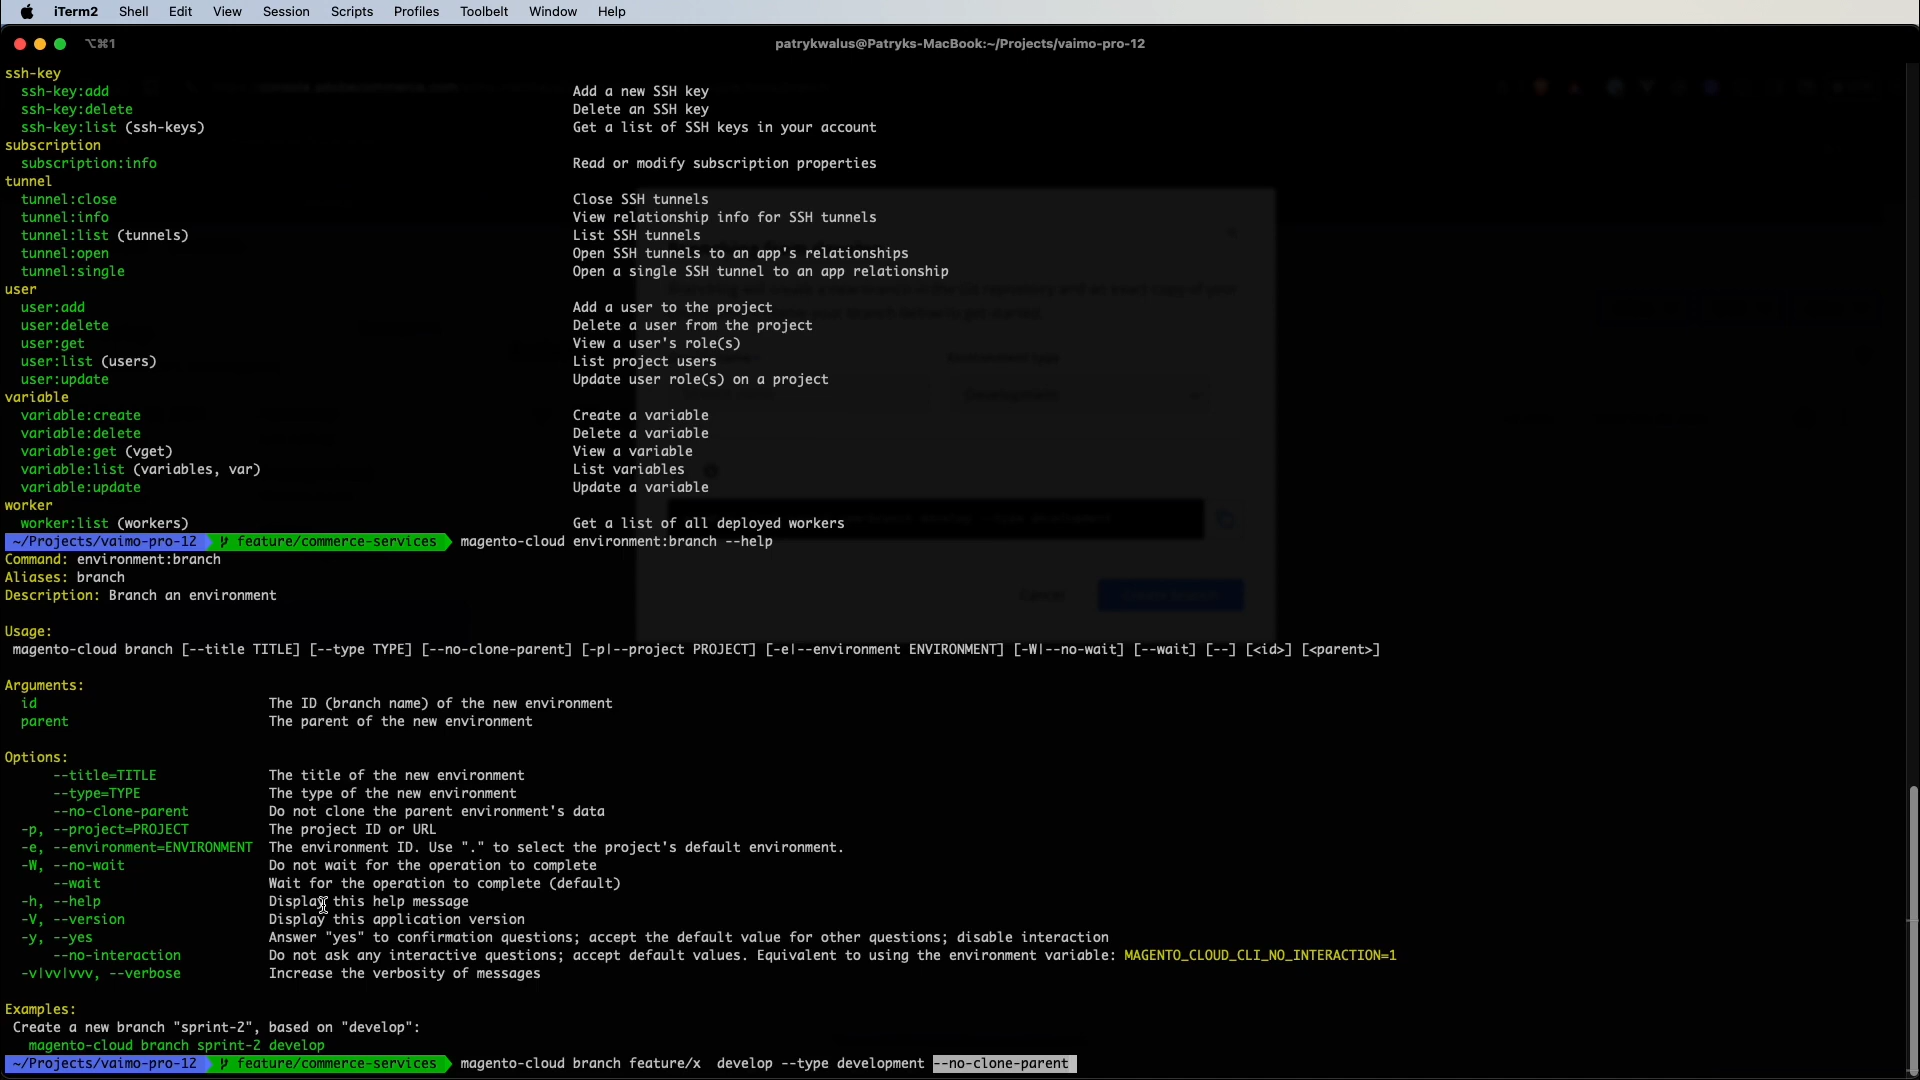 iTerm2 Shell Edit View Session Scripts Profiles Toolbelt Window Help
⌥⌘1 patrykwalus@Patryks-MacBook:~/Projects/vaimo-pro-12
ssh-key
ssh-key:add Add a new SSH key
ssh-key:delete Delete an SSH key
ssh-key:list (ssh-keys) Get a list of SSH keys in your account
subscription
subscription:info Read or modify subscription properties
tunnel
tunnel:close Close SSH tunnels
tunnel:info View relationship info for SSH tunnels
tunnel:list (tunnels) List SSH tunnels
tunnel:open Open SSH tunnels to an app's relationships
tunnel:single Open a single SSH tunnel to an app relationship
user
user:add Add a user to the project
user:delete Delete a user from the project
user:get View a user's role(s)
user:list (users) List project users
user:update Update user role(s) on a project
variable
variable:create Create a variable
variable:delete Delete a variable
variable:get (vget) View a variable
variable:list (variables, var) List variables
variable:update Update a variable
worker
worker:list (workers) Get a list of all deployed workers
~/Projects/vaimo-pro-12 feature/commerce-services magento-cloud environment:branch --help
Command: environment:branch
Aliases: branch
Description: Branch an environment
Usage:
magento-cloud branch [--title TITLE] [--type TYPE] [--no-clone-parent] [-p|--project PROJECT] [-e|--environment ENVIRONMENT] [-W|--no-wait] [--wait] [--] [<id>] [<parent>]
Arguments:
id The ID (branch name) of the new environment
parent The parent of the new environment
Options:
--title=TITLE The title of the new environment
--type=TYPE The type of the new environment
--no-clone-parent Do not clone the parent environment's data
-p, --project=PROJECT The project ID or URL
-e, --environment=ENVIRONMENT The environment ID. Use "." to select the project's default environment.
-W, --no-wait Do not wait for the operation to complete
--wait Wait for the operation to complete (default)
-h, --help Display this help message
-V, --version Display this application version
-y, --yes Answer "yes" to confirmation questions; accept the default value for other questions; disable interaction
--no-interaction Do not ask any interactive questions; accept default values. Equivalent to using the environment variable: MAGENTO_CLOUD_CLI_NO_INTERACTION=1
-v|vv|vvv, --verbose Increase the verbosity of messages
Examples:
Create a new branch "sprint-2", based on "develop":
magento-cloud branch sprint-2 develop
~/Projects/vaimo-pro-12 feature/commerce-services magento-cloud branch feature/x develop --type development --no-clone-parent